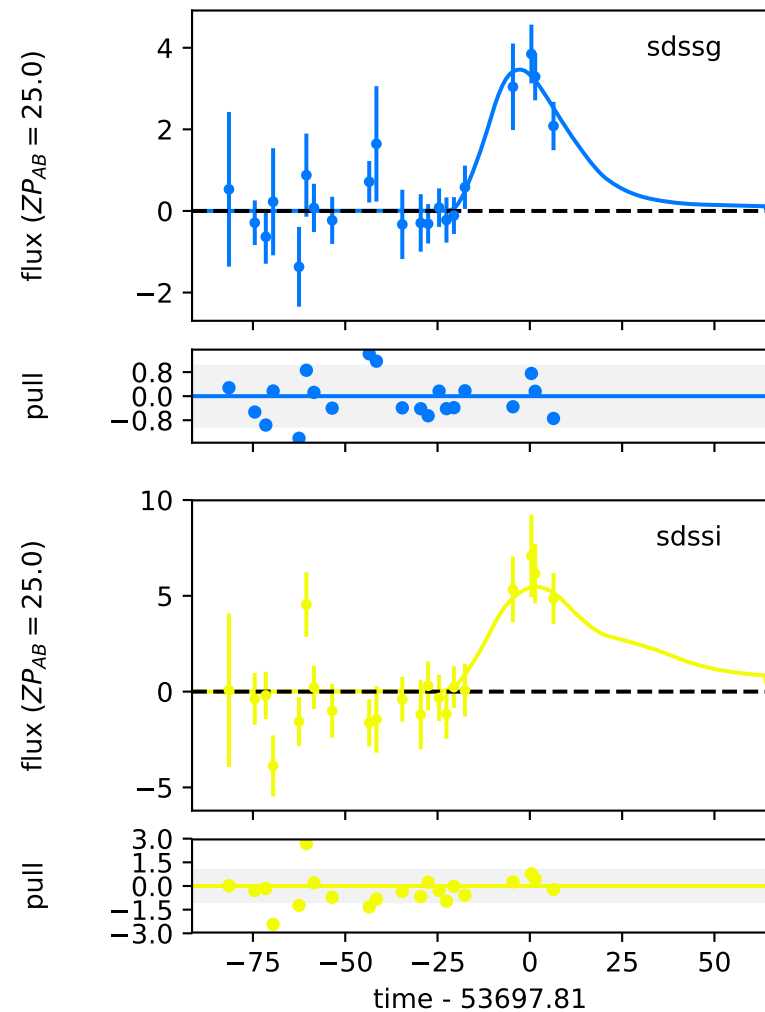 sdssg
flux (ZP_AB = 25.0)
4
2
0
−2
pull
0.8
0.0
−0.8
sdssi
flux (ZP_AB = 25.0)
10
5
0
−5
pull
3.0
1.5
0.0
−1.5
−3.0
−75 −50 −25 0 25 50
time - 53697.81